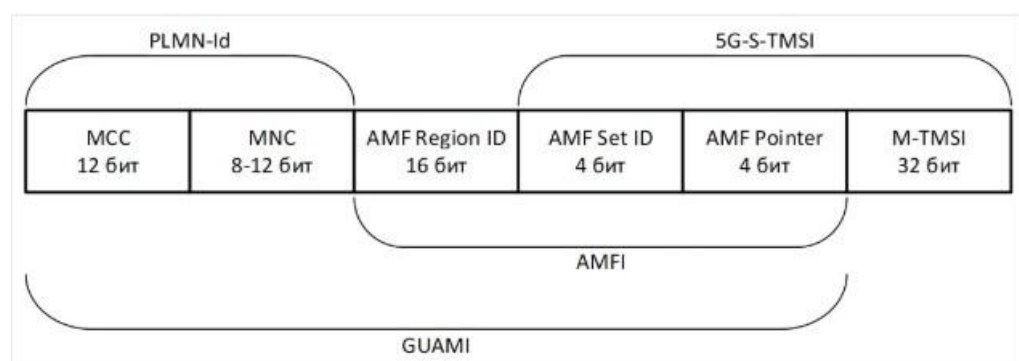 PLMN-Id
5G-S-TMSI
MCC
12 бит
MNC
8-12 бит
AMF Region ID
16 бит
AMF Set ID
4 бит
AMF Pointer
4 бит
M-TMSI
32 бит
AMFI
GUAMI